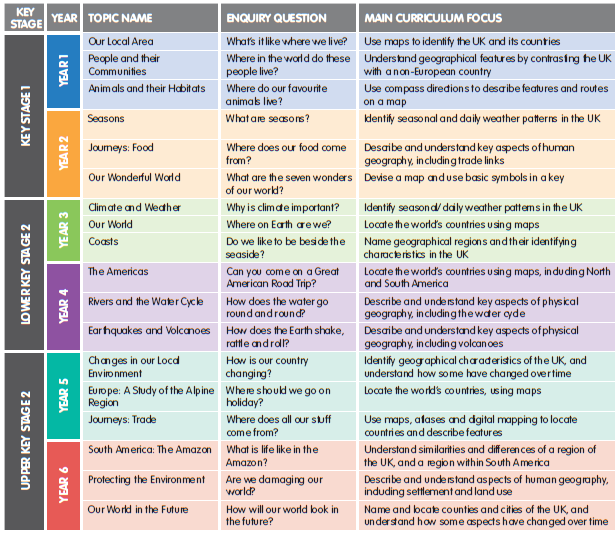 KEY STAGE YEAR TOPIC NAME ENQUIRY QUESTION MAIN CURRICULUM FOCUS
KEY STAGE 1
YEAR 1
Our Local Area What's it like where we live? Use maps to identify the UK and its countries
People and their Communities Where in the world do these people live? Understand geographical features by contrasting the UK with a non-European country
Animals and their Habitats Where do our favourite animals live? Use compass directions to describe features and routes on a map
YEAR 2
Seasons What are seasons? Identify seasonal and daily weather patterns in the UK
Journeys: Food Where does our food come from? Describe and understand key aspects of human geography, including trade links
Our Wonderful World What are the seven wonders of our world? Devise a map and use basic symbols in a key
LOWER KEY STAGE 2
YEAR 3
Climate and Weather Why is climate important? Identify seasonal/daily weather patterns in the UK
Our World Where on Earth are we? Locate the world's countries using maps
Coasts Do we like to be beside the seaside? Name geographical regions and their identifying characteristics in the UK
YEAR 4
The Americas Can you come on a Great American Road Trip? Locate the world's countries using maps, including North and South America
Rivers and the Water Cycle How does the water go round and round? Describe and understand key aspects of physical geography, including the water cycle
Earthquakes and Volcanoes How does the Earth shake, rattle and roll? Describe and understand key aspects of physical geography, including volcanoes
UPPER KEY STAGE 2
YEAR 5
Changes in our Local Environment How is our country changing? Identify geographical characteristics of the UK, and understand how some have changed over time
Europe: A Study of the Alpine Region Where should we go on holiday? Locate the world's countries, using maps
Journeys: Trade Where does all our stuff come from? Use maps, atlases and digital mapping to locate countries and describe features
YEAR 6
South America: The Amazon What is life like in the Amazon? Understand similarities and differences of a region of the UK, and a region within South America
Protecting the Environment Are we damaging our world? Describe and understand aspects of human geography, including settlement and land use
Our World in the Future How will our world look in the future? Name and locate counties and cities of the UK, and understand how some aspects have changed over time